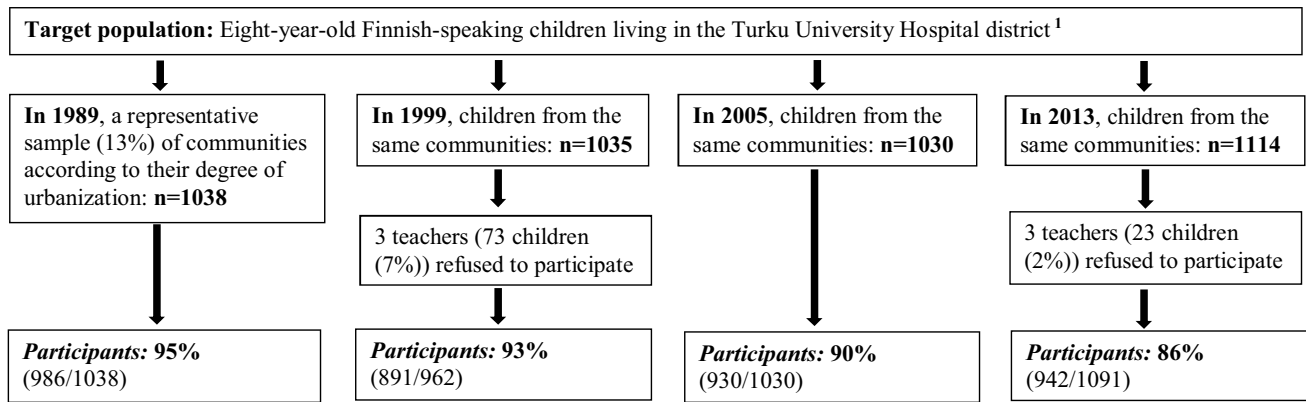 Target population: Eight-year-old Finnish-speaking children living in the Turku University Hospital district 1
In 1989, a representative
sample (13%) of communities
according to their degree of
urbanization: n=1038
In 1999, children from the
same communities: n=1035
In 2005, children from the
same communities: n=1030
In 2013, children from the
same communities: n=1114
3 teachers (73 children
(7%)) refused to participate
3 teachers (23 children
(2%)) refused to participate
Participants: 95%
(986/1038)
Participants: 93%
(891/962)
Participants: 90%
(930/1030)
Participants: 86%
(942/1091)